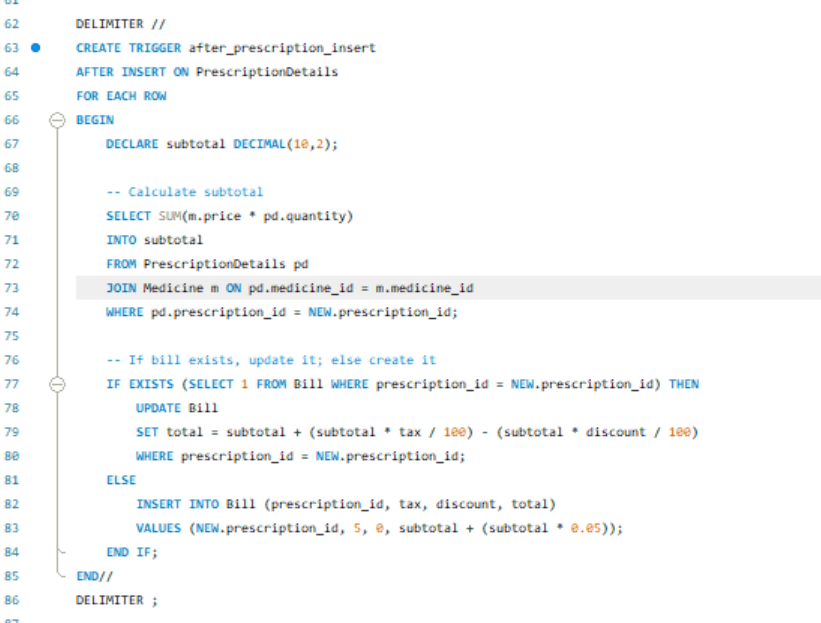 62 DELIMITER //
63 CREATE TRIGGER after_prescription_insert
64 AFTER INSERT ON PrescriptionDetails
65 FOR EACH ROW
66 BEGIN
67 DECLARE subtotal DECIMAL(10,2);
68
69 -- Calculate subtotal
70 SELECT SUM(m.price * pd.quantity)
71 INTO subtotal
72 FROM PrescriptionDetails pd
73 JOIN Medicine m ON pd.medicine_id = m.medicine_id
74 WHERE pd.prescription_id = NEW.prescription_id;
75
76 -- If bill exists, update it; else create it
77 IF EXISTS (SELECT 1 FROM Bill WHERE prescription_id = NEW.prescription_id) THEN
78 UPDATE Bill
79 SET total = subtotal + (subtotal * tax / 100) - (subtotal * discount / 100)
80 WHERE prescription_id = NEW.prescription_id;
81 ELSE
82 INSERT INTO Bill (prescription_id, tax, discount, total)
83 VALUES (NEW.prescription_id, 5, 0, subtotal + (subtotal * 0.05));
84 END IF;
85 END//
86 DELIMITER ;